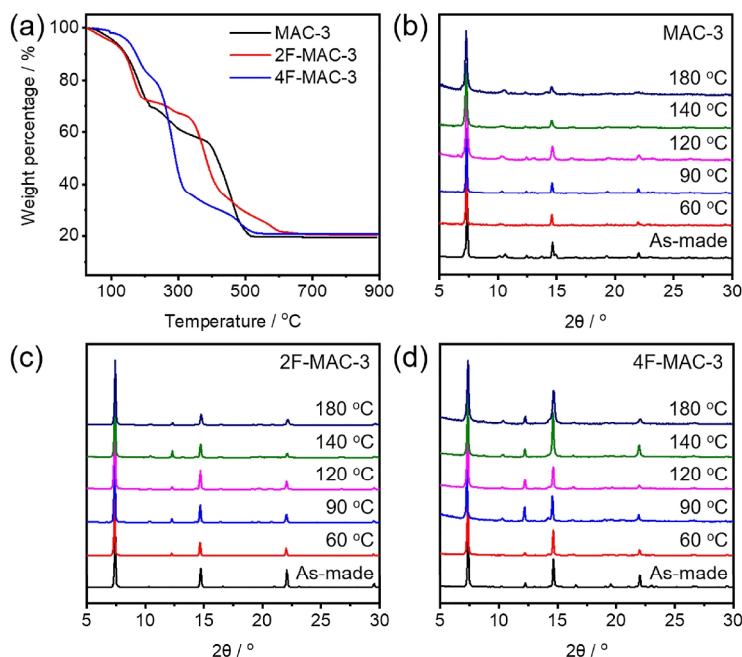 (a)
MAC-3
2F-MAC-3
4F-MAC-3
Weight percentage / %
100
80
60
40
20
100 300 500 700 900
Temperature / °C
(b)
MAC-3
180 °C
140 °C
120 °C
90 °C
60 °C
As-made
5 10 15 20 25 30
2θ / °
(c)
2F-MAC-3
180 °C
140 °C
120 °C
90 °C
60 °C
As-made
5 10 15 20 25 30
2θ / °
(d)
4F-MAC-3
180 °C
140 °C
120 °C
90 °C
60 °C
As-made
5 10 15 20 25 30
2θ / °